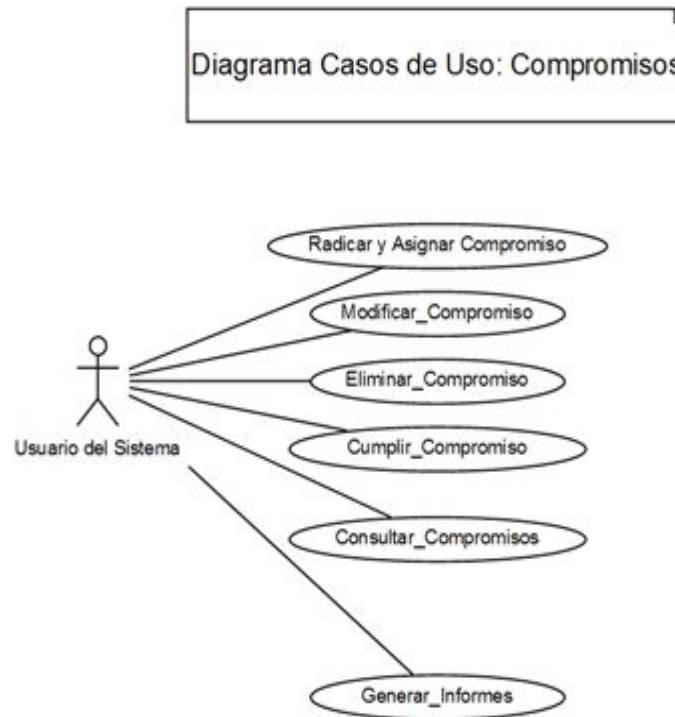 Diagrama Casos de Uso: Compromisos
Radicar y Asignar Compromiso
Modificar_Compromiso
Eliminar_Compromiso
Usuario del Sistema
Cumplir_Compromiso
Consultar_Compromisos
Generar_Informes